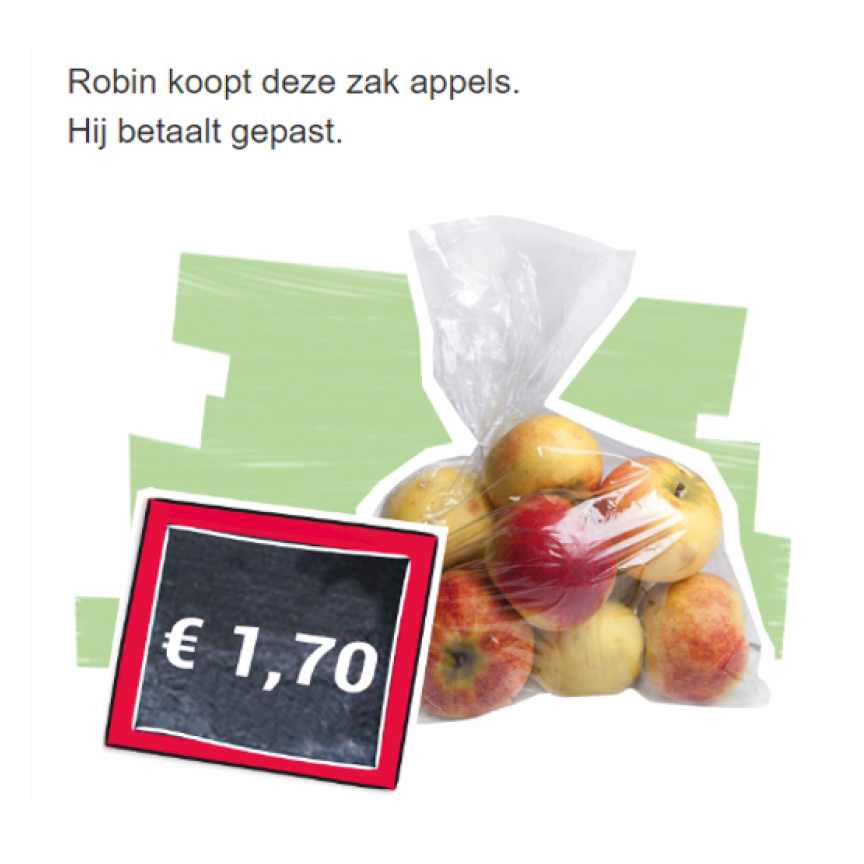 Robin koopt deze zak appels.
Hij betaalt gepast.
€ 1,70